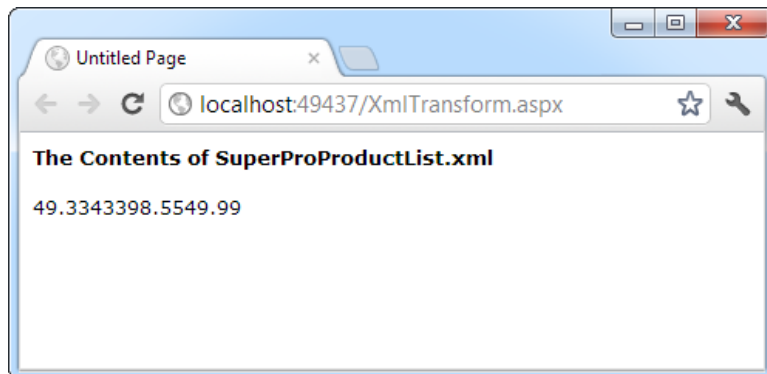 Untitled Page
localhost:49437/XmlTransform.aspx
The Contents of SuperProProductList.xml
49.3343398.5549.99